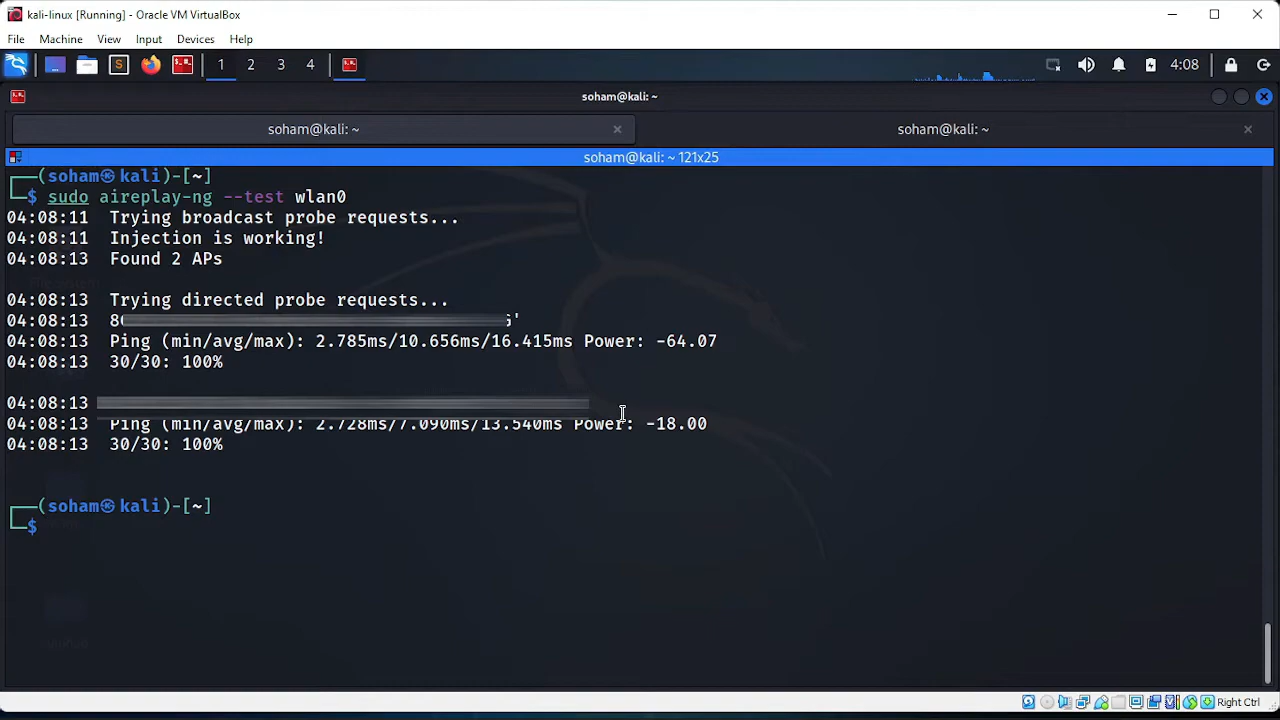 kali-linux [Running] - Oracle VM VirtualBox
File Machine View Input Devices Help
1 2 3 4 4:08
soham@kali: ~
soham@kali: ~ soham@kali: ~
soham@kali: ~ 121x25
(soham㉿kali)-[~]
$ sudo aireplay-ng --test wlan0
04:08:11 Trying broadcast probe requests...
04:08:11 Injection is working!
04:08:13 Found 2 APs
04:08:13 Trying directed probe requests...
04:08:13
04:08:13 Ping (min/avg/max): 2.785ms/10.656ms/16.415ms Power: -64.07
04:08:13 30/30: 100%
04:08:13
04:08:13 Ping (min/avg/max): 2.728ms/7.090ms/13.540ms Power: -18.00
04:08:13 30/30: 100%
(soham㉿kali)-[~]
$
Right Ctrl